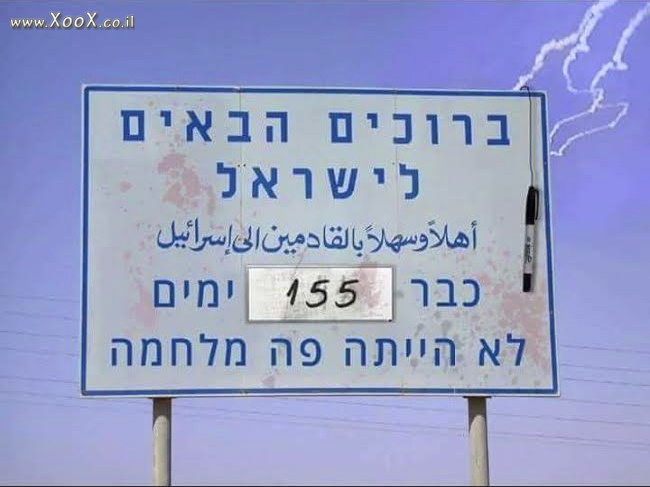 www.XooX.co.il
ברוכים הבאים
לישראל
أهلاً وسهلاً بالقادمين الى إسرائيل
כבר 155 ימים
לא הייתה פה מלחמה